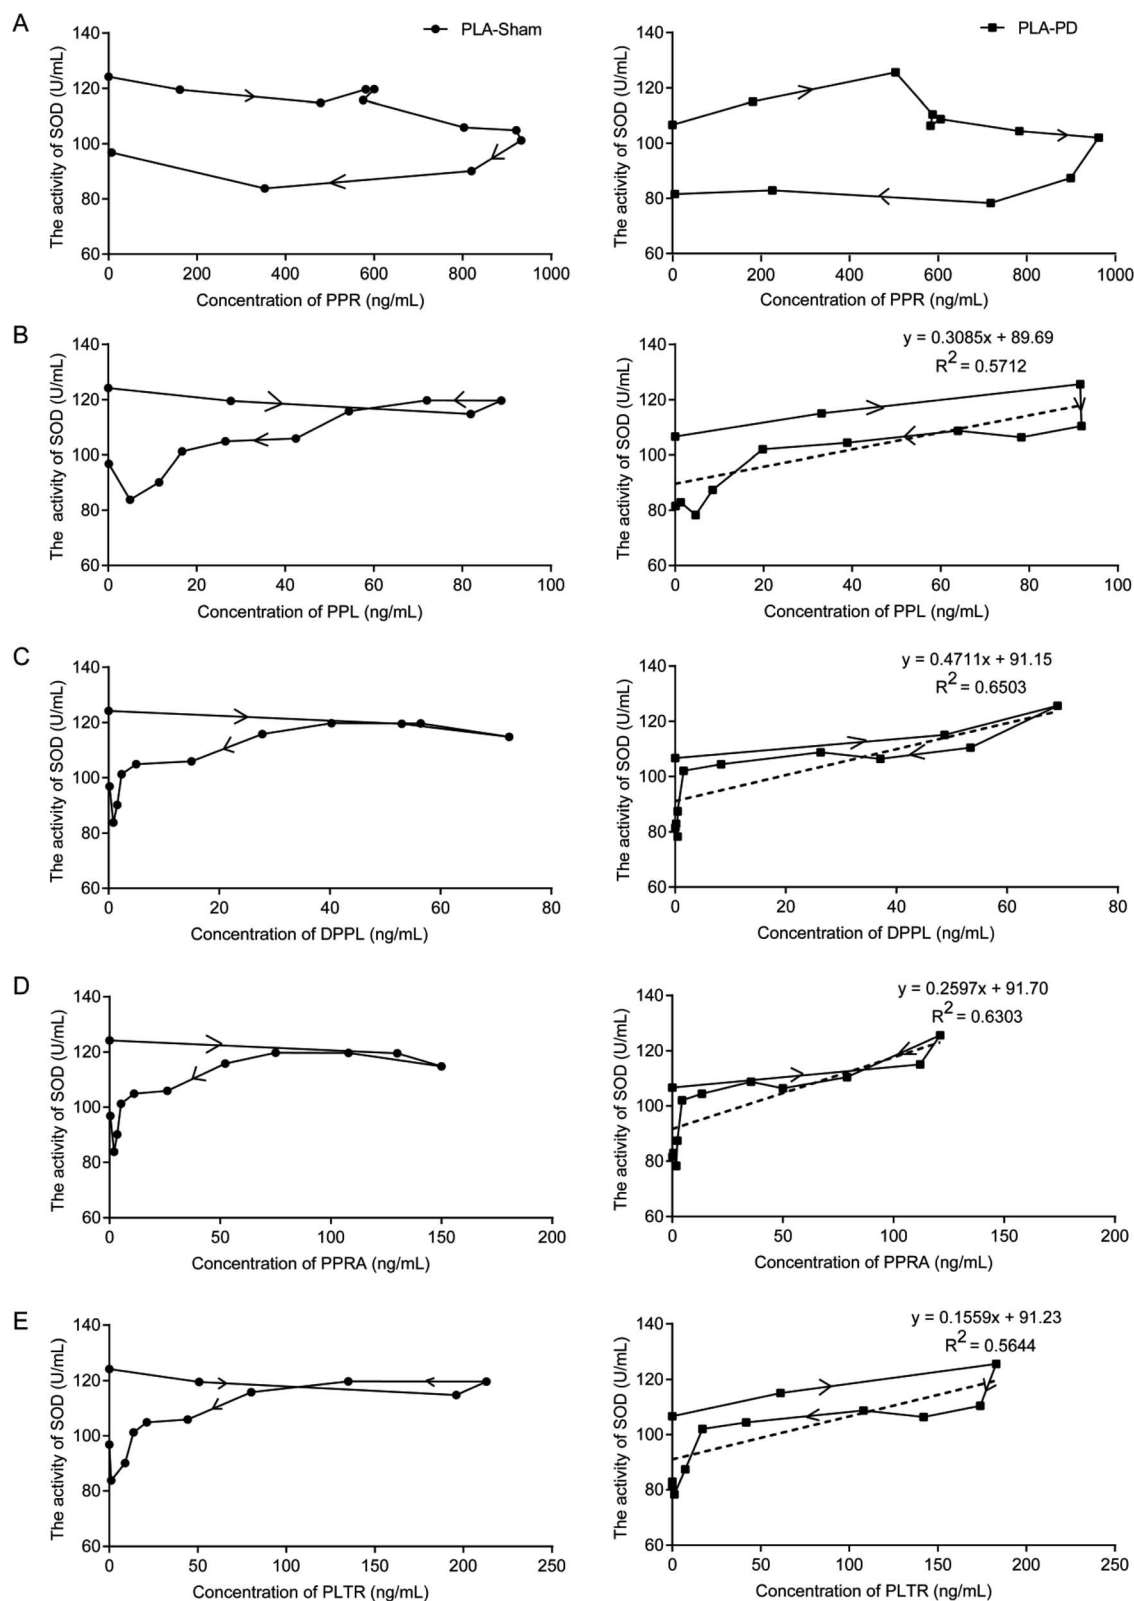 A
PLA-Sham
PLA-PD
The activity of SOD (U/mL)
140
120
100
80
60
0 200 400 600 800 1000
Concentration of PPR (ng/mL)
The activity of SOD (U/mL)
140
120
100
80
60
0 200 400 600 800 1000
Concentration of PPR (ng/mL)
B
The activity of SOD (U/mL)
140
120
100
80
60
0 20 40 60 80 100
Concentration of PPL (ng/mL)
y = 0.3085x + 89.69
R² = 0.5712
The activity of SOD (U/mL)
140
120
100
80
60
0 20 40 60 80 100
Concentration of PPL (ng/mL)
C
The activity of SOD (U/mL)
140
120
100
80
60
0 20 40 60 80
Concentration of DPPL (ng/mL)
y = 0.4711x + 91.15
R² = 0.6503
The activity of SOD (U/mL)
140
120
100
80
60
0 20 40 60 80
Concentration of DPPL (ng/mL)
D
The activity of SOD (U/mL)
140
120
100
80
60
0 50 100 150 200
Concentration of PPRA (ng/mL)
y = 0.2597x + 91.70
R² = 0.6303
The activity of SOD (U/mL)
140
120
100
80
60
0 50 100 150 200
Concentration of PPRA (ng/mL)
E
The activity of SOD (U/mL)
140
120
100
80
60
0 50 100 150 200 250
Concentration of PLTR (ng/mL)
y = 0.1559x + 91.23
R² = 0.5644
The activity of SOD (U/mL)
140
120
100
80
60
0 50 100 150 200 250
Concentration of PLTR (ng/mL)